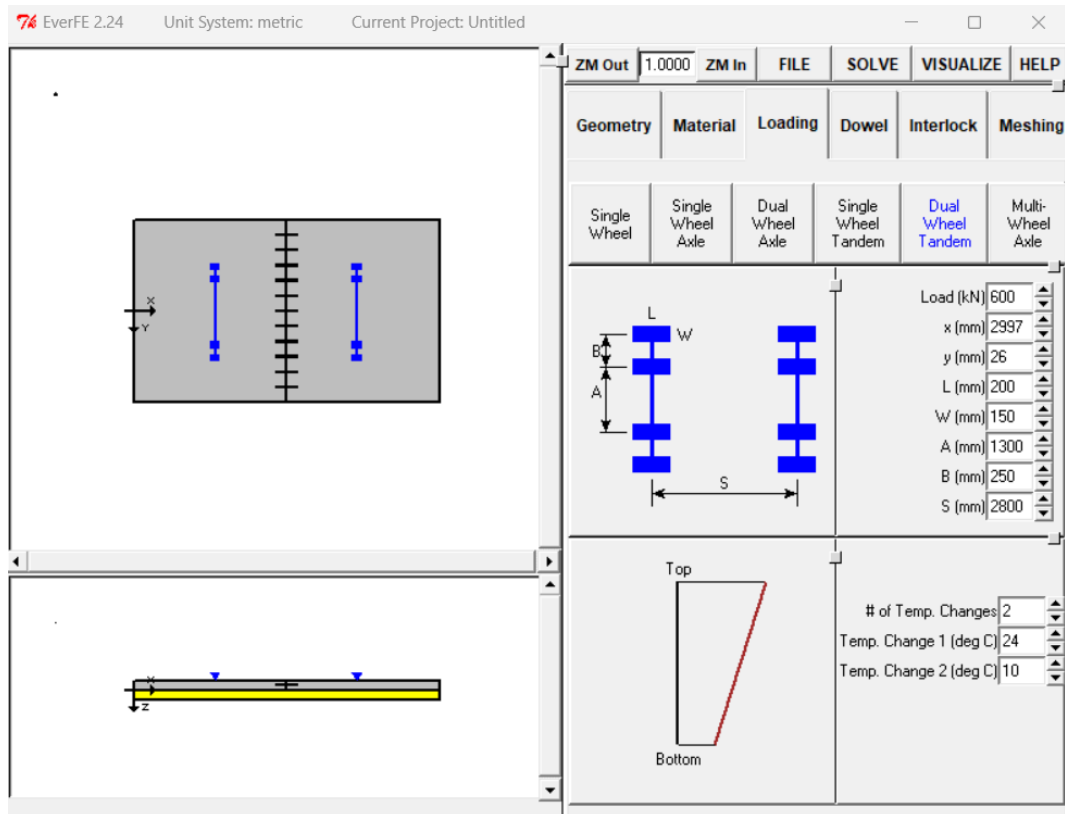 EverFE 2.24 Unit System: metric Current Project: Untitled
ZM Out 1.0000 ZM In FILE SOLVE VISUALIZE HELP
Geometry Material Loading Dowel Interlock Meshing
Single Wheel
Single Wheel Axle
Dual Wheel Axle
Single Wheel Tandem
Dual Wheel Tandem
Multi-Wheel Axle
X
Y
L
W
B
A
S
Load (kN) 600
x (mm) 2997
y (mm) 26
L (mm) 200
W (mm) 150
A (mm) 1300
B (mm) 250
S (mm) 2800
X
Z
Top
Bottom
# of Temp. Changes 2
Temp. Change 1 (deg C) 24
Temp. Change 2 (deg C) 10